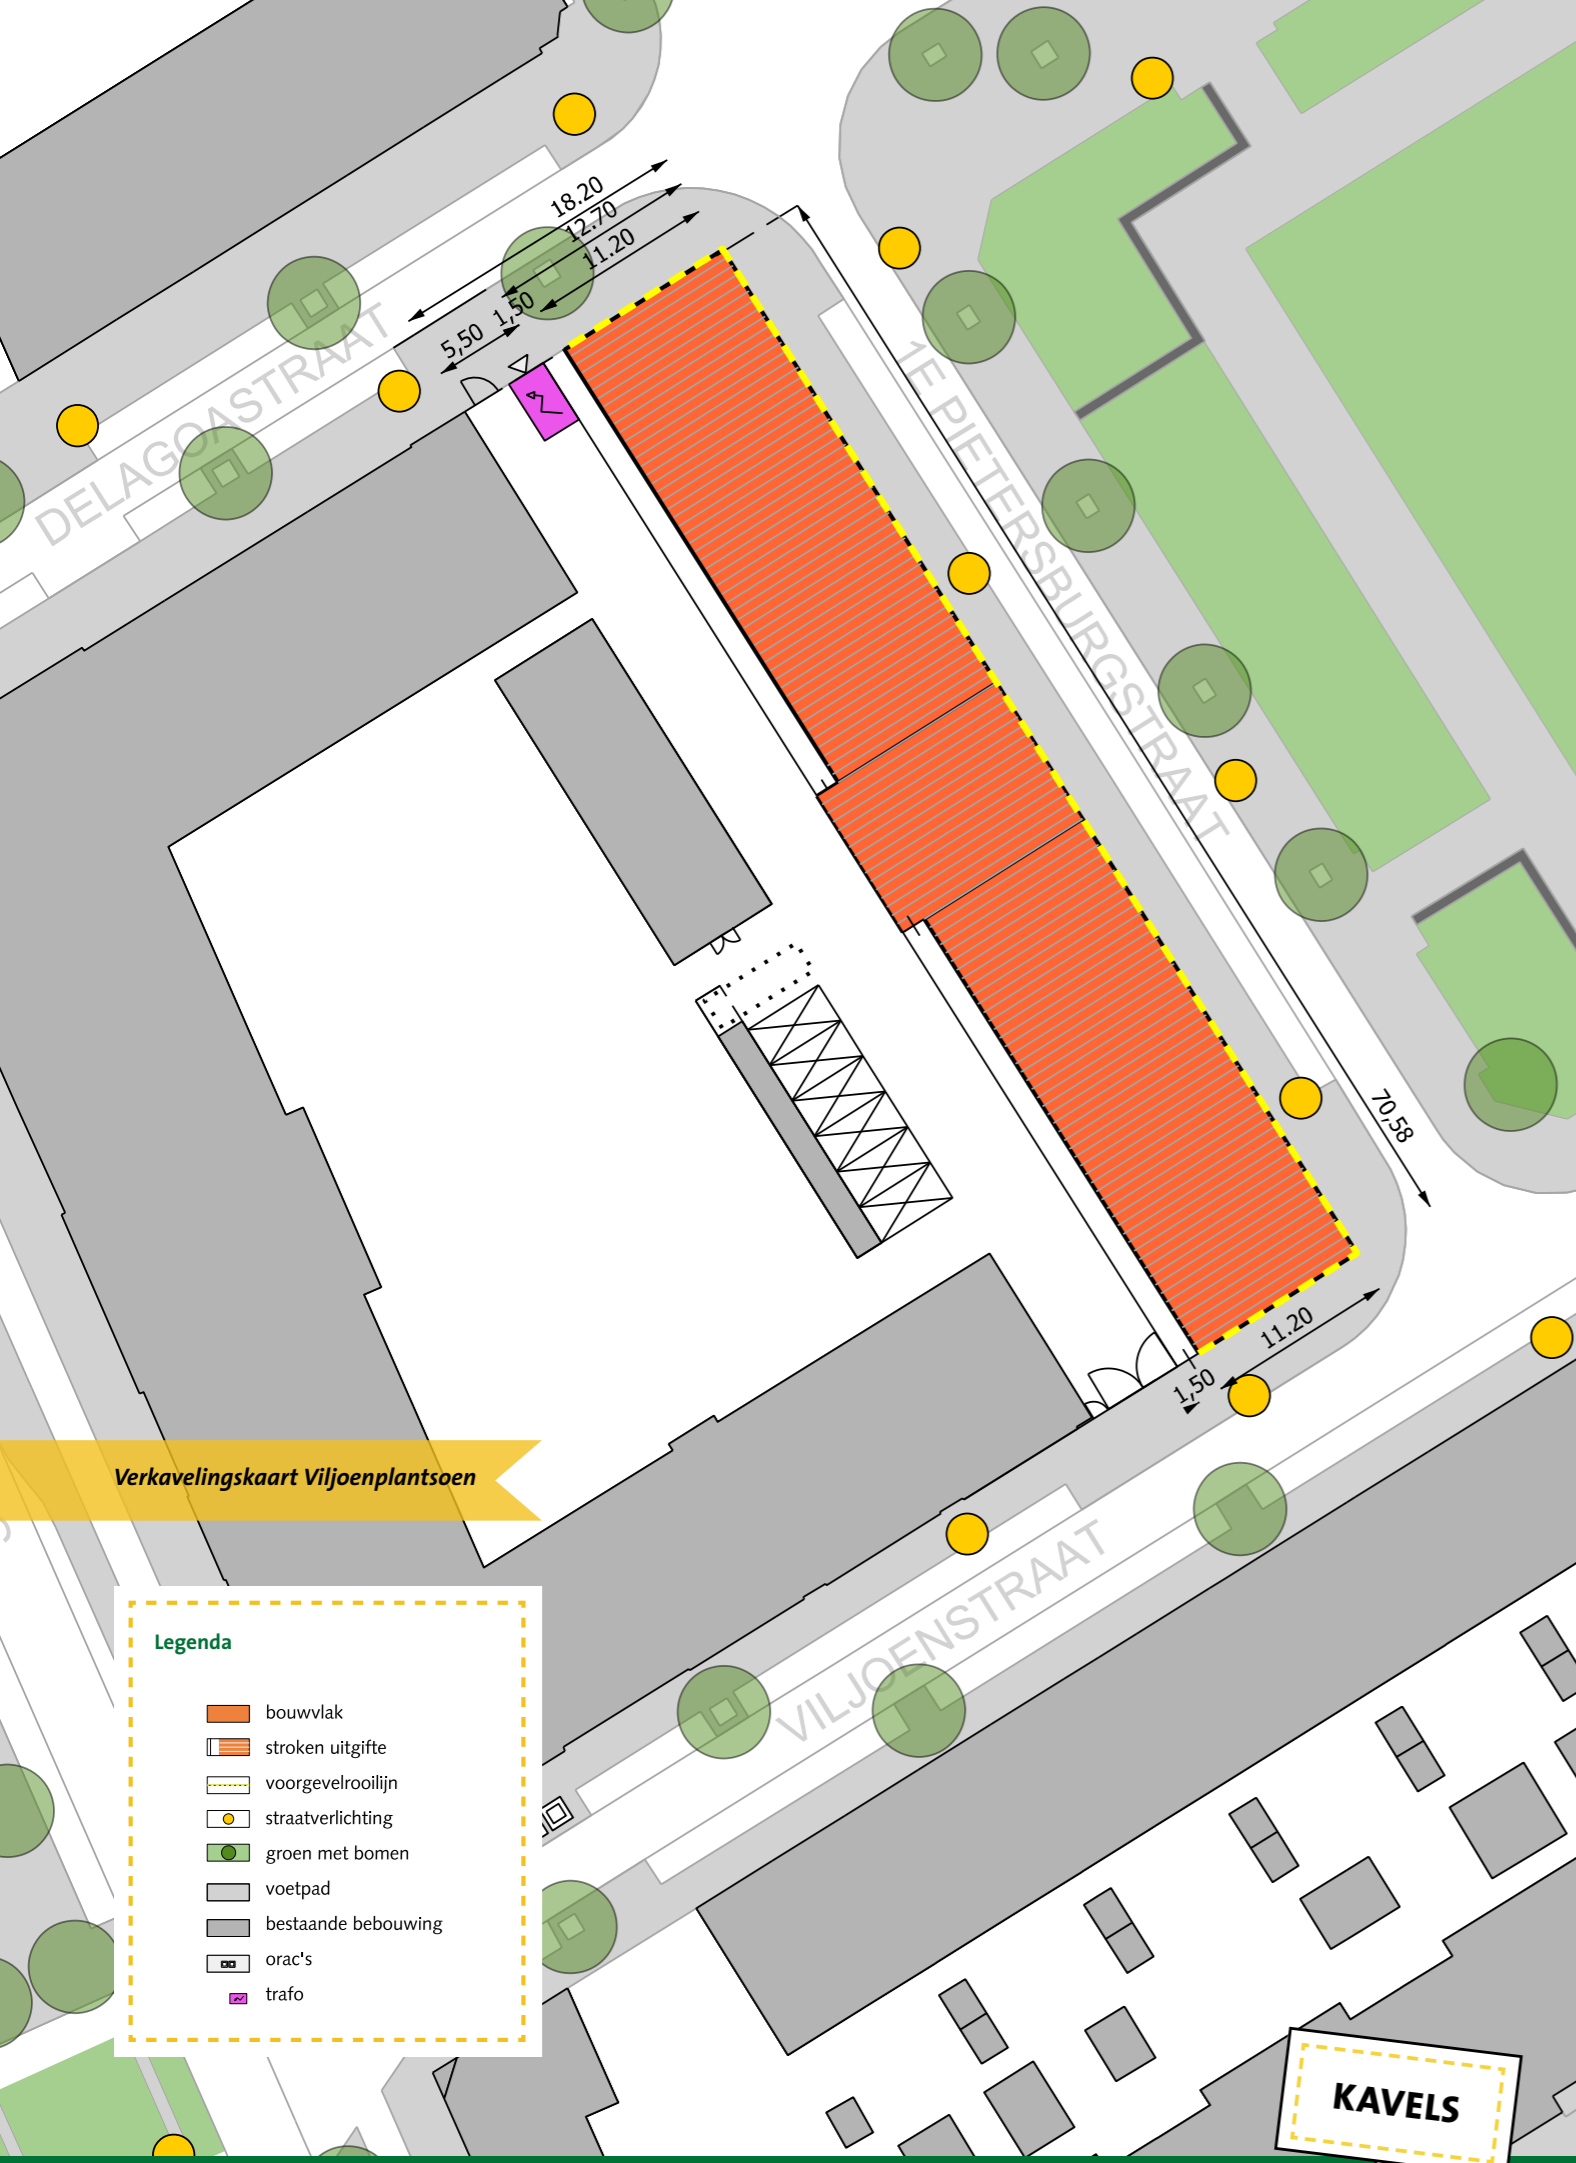 18.20
12.70
11.20
1,50
5,50
DELAGOASTRAAT
1E PIETERSBURGSTRAAT
70,58
11.20
1,50
Verkavelingskaart Viljoenplantsoen
VILJOENSTRAAT
Legenda
bouwvlak
stroken uitgifte
voorgevelrooilijn
straatverlichting
groen met bomen
voetpad
bestaande bebouwing
orac's
trafo
KAVELS